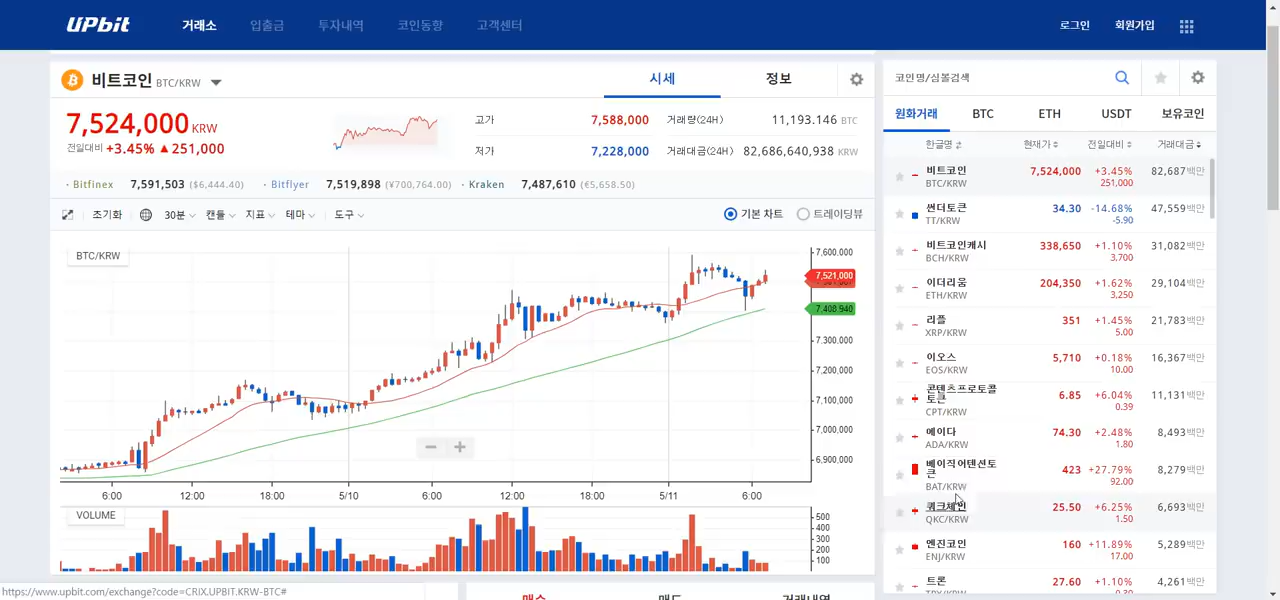 UPbit 거래소 입출금 투자내역 코인동향 고객센터 로그인 회원가입
비트코인 BTC/KRW 시세 정보
7,524,000 KRW
전일대비 +3.45% ▲251,000
고가 7,588,000 거래량(24H) 11,193.146 BTC
저가 7,228,000 거래대금(24H) 82,686,640,938 KRW
· Bitfinex 7,591,503 ($6,444.40) · Bitflyer 7,519,898 (¥700,764.00) · Kraken 7,487,610 (€5,658.50)
초기화 30분 캔들 지표 테마 도구 기본 차트 트레이딩뷰
BTC/KRW
7,600,000
7,521,000
7,408.940
7,300,000
7,200,000
7,100,000
7,000,000
6,900,000
6:00 12:00 18:00 5/10 6:00 12:00 18:00 5/11 6:00
VOLUME
500
400
300
200
100
매수 매도 거래내역
https://www.upbit.com/exchange?code=CRIX.UPBIT.KRW-BTC#
코인명/심볼검색
원화거래 BTC ETH USDT 보유코인
한글명 현재가 전일대비 거래대금
비트코인 7,524,000 +3.45% 82,687백만
BTC/KRW 251,000
썬더토큰 34.30 -14.68% 47,559백만
TT/KRW -5.90
비트코인캐시 338,650 +1.10% 31,082백만
BCH/KRW 3,700
이더리움 204,350 +1.62% 29,104백만
ETH/KRW 3,250
리플 351 +1.45% 21,783백만
XRP/KRW 5.00
이오스 5,710 +0.18% 16,367백만
EOS/KRW 10.00
콘텐츠프로토콜
토큰 6.85 +6.04% 11,131백만
CPT/KRW 0.39
에이다 74.30 +2.48% 8,493백만
ADA/KRW 1.80
베이직어텐션토
큰 423 +27.79% 8,279백만
BAT/KRW 92.00
쿼크체인 25.50 +6.25% 6,693백만
QKC/KRW 1.50
엔진코인 160 +11.89% 5,289백만
ENJ/KRW 17.00
트론 27.60 +1.10% 4,261백만
TRX/KRW 0.30